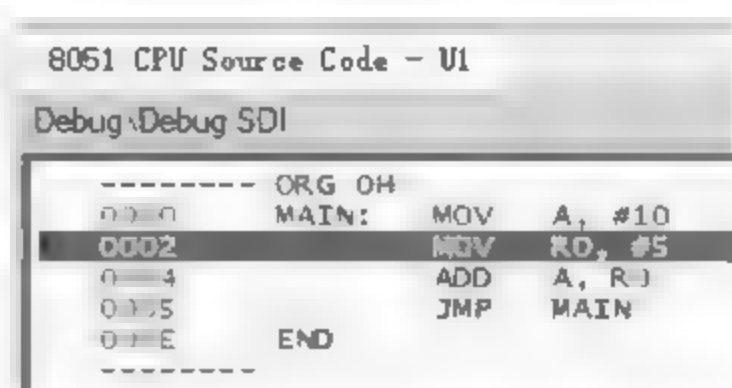 8051 CPU Source Code - U1
Debug\Debug SDI
-------- ORG 0H
MAIN: MOV A, #10
0002 MOV R0, #5
ADD A,
JMP MAIN
END
--------